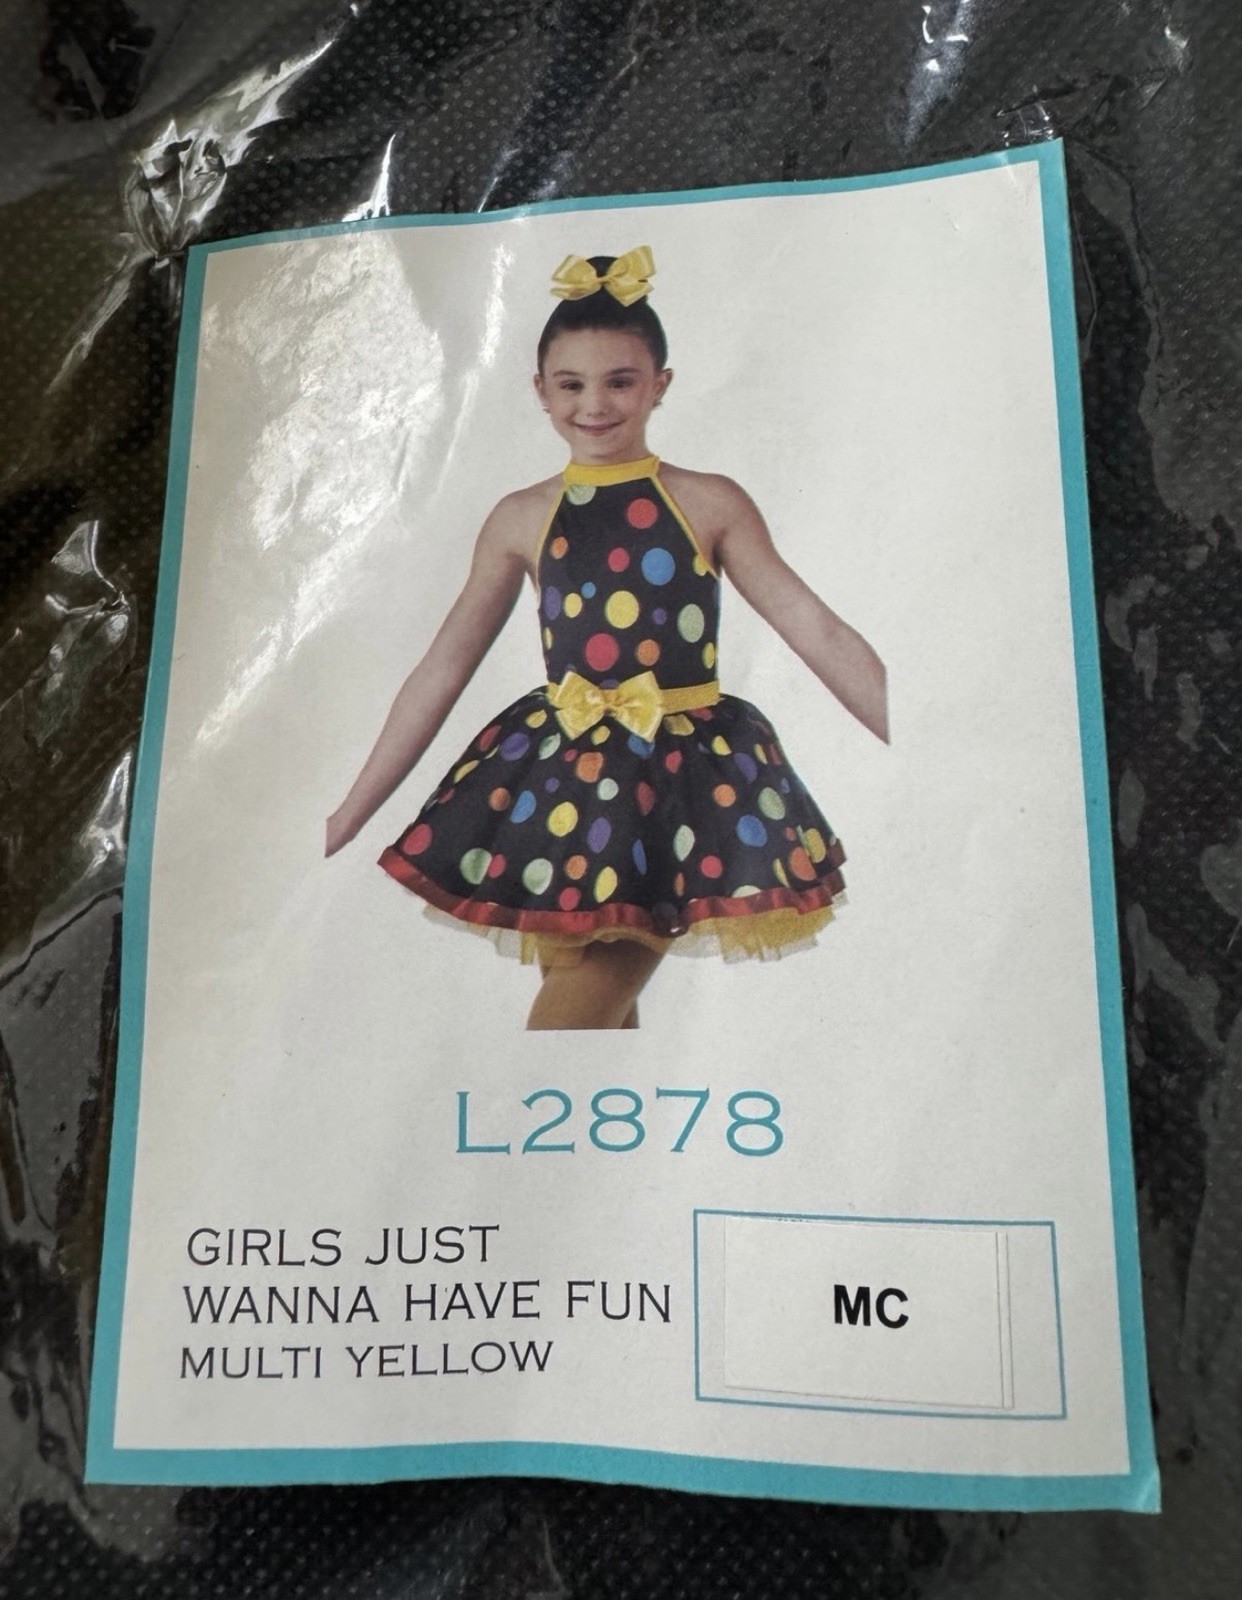 L2878
GIRLS JUST
WANNA HAVE FUN
MULTI YELLOW
MC